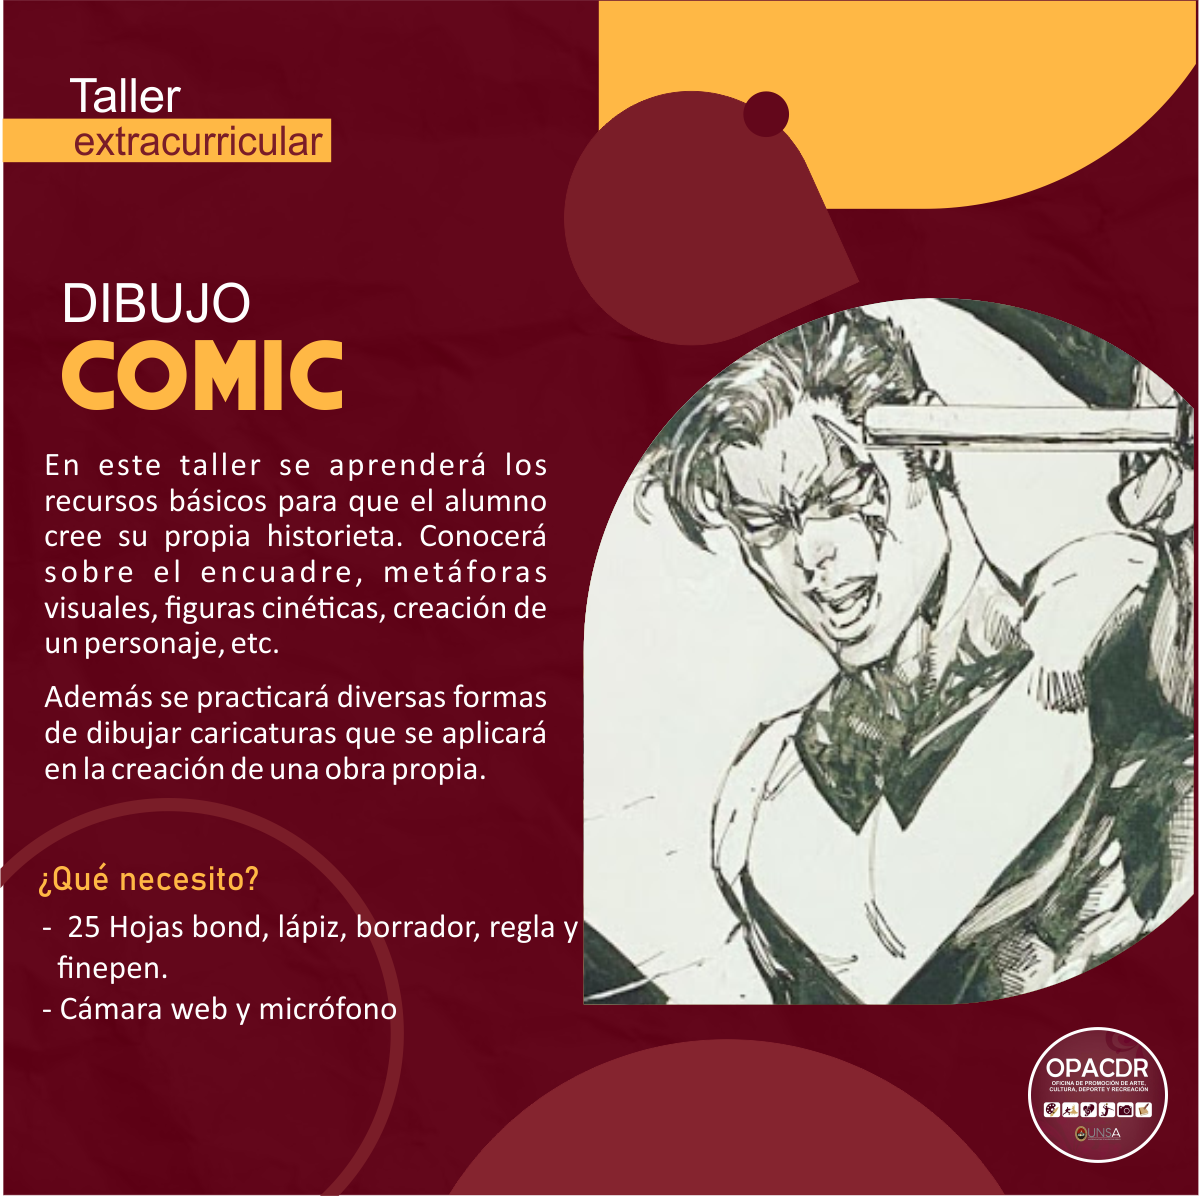 Taller
extracurricular
DIBUJO
COMIC
En este taller se aprenderá los
recursos básicos para que el alumno
cree su propia historieta. Conocerá
sobre el encuadre, metáforas
visuales, figuras cinéticas, creación de
un personaje, etc.
Además se practicará diversas formas
de dibujar caricaturas que se aplicará
en la creación de una obra propia.
¿Qué necesito?
- 25 Hojas bond, lápiz, borrador, regla y
finepen.
- Cámara web y micrófono
OPACDR
OFICINA DE PROMOCIÓN DE ARTE,
CULTURA, DEPORTE Y RECREACIÓN
UNSA